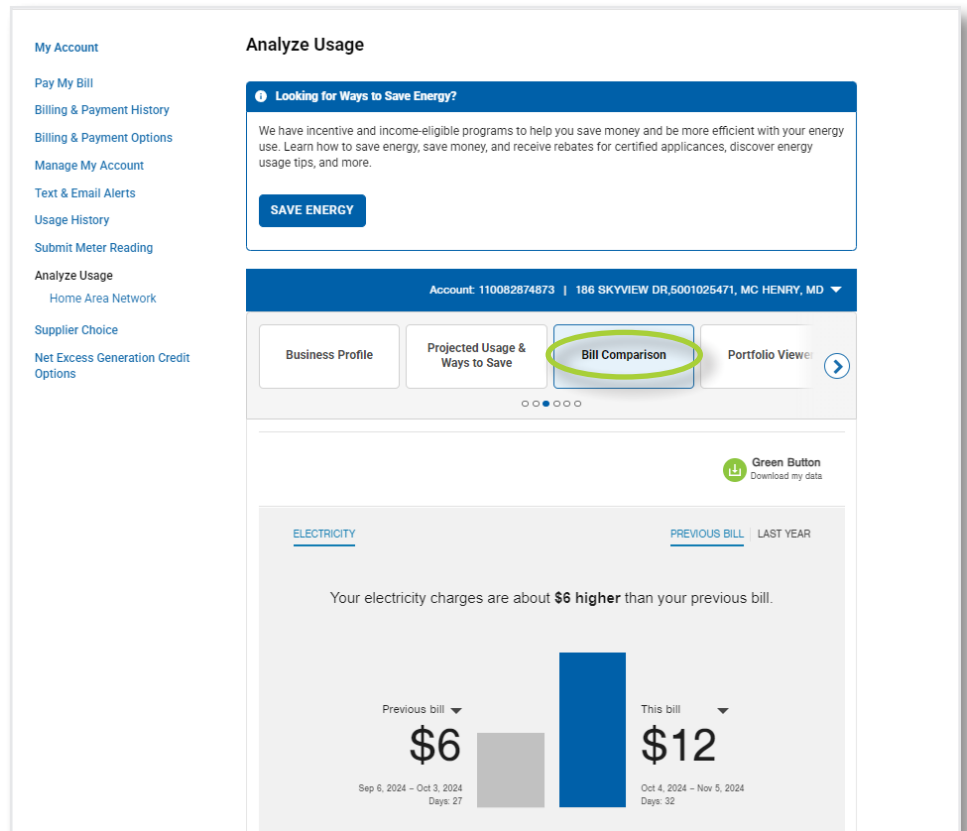 My Account
Pay My Bill
Billing & Payment History
Billing & Payment Options
Manage My Account
Text & Email Alerts
Usage History
Submit Meter Reading
Analyze Usage
Home Area Network
Supplier Choice
Net Excess Generation Credit
Options
Analyze Usage
Looking for Ways to Save Energy?
We have incentive and income-eligible programs to help you save money and be more efficient with your energy
use. Learn how to save energy, save money, and receive rebates for certified applicances, discover energy
usage tips, and more.
SAVE ENERGY
Account: 110082874873 | 186 SKYVIEW DR,5001025471, MC HENRY, MD
Business Profile
Projected Usage &
Ways to Save
Bill Comparison
Portfolio Viewer
Green Button
Download my data
ELECTRICITY
PREVIOUS BILL | LAST YEAR
Your electricity charges are about $6 higher than your previous bill.
Previous bill
$6
Sep 6, 2024 – Oct 3, 2024
Days: 27
This bill
$12
Oct 4, 2024 – Nov 5, 2024
Days: 32